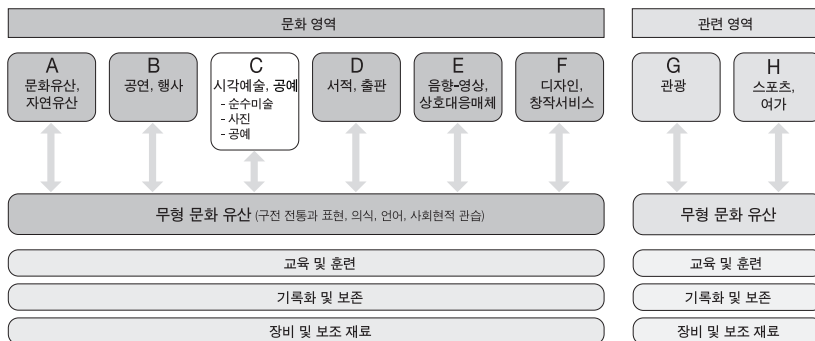 문화 영역
관련 영역
A
문화유산,
자연유산
B
공연, 행사
C
시각예술, 공예
- 순수미술
- 사진
- 공예
D
서적, 출판
E
음향-영상,
상호대응매체
F
디자인,
창작서비스
G
관광
H
스포츠,
여가
무형 문화 유산 (구전 전통과 표현, 의식, 언어, 사회현적 관습)
무형 문화 유산
교육 및 훈련
교육 및 훈련
기록화 및 보존
기록화 및 보존
장비 및 보조 재료
장비 및 보조 재료